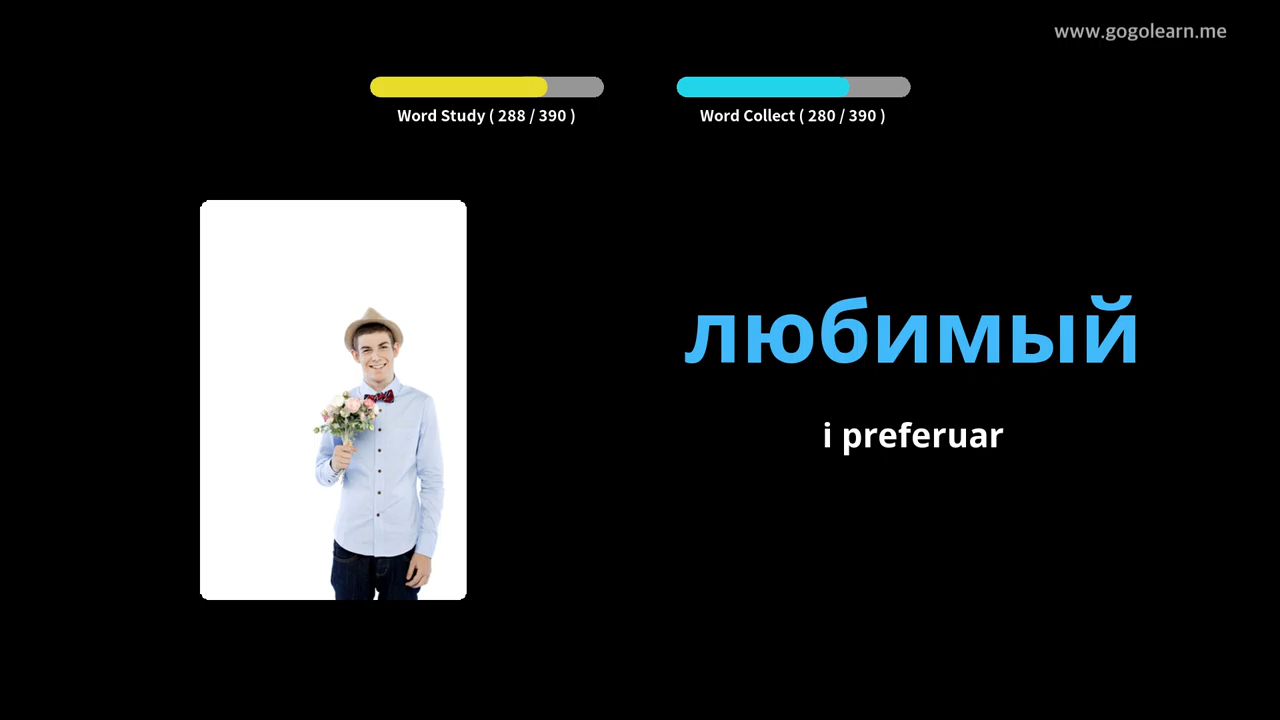 www.gogolearn.me
Word Study ( 288 / 390 )
Word Collect ( 280 / 390 )
любимый
i preferuar